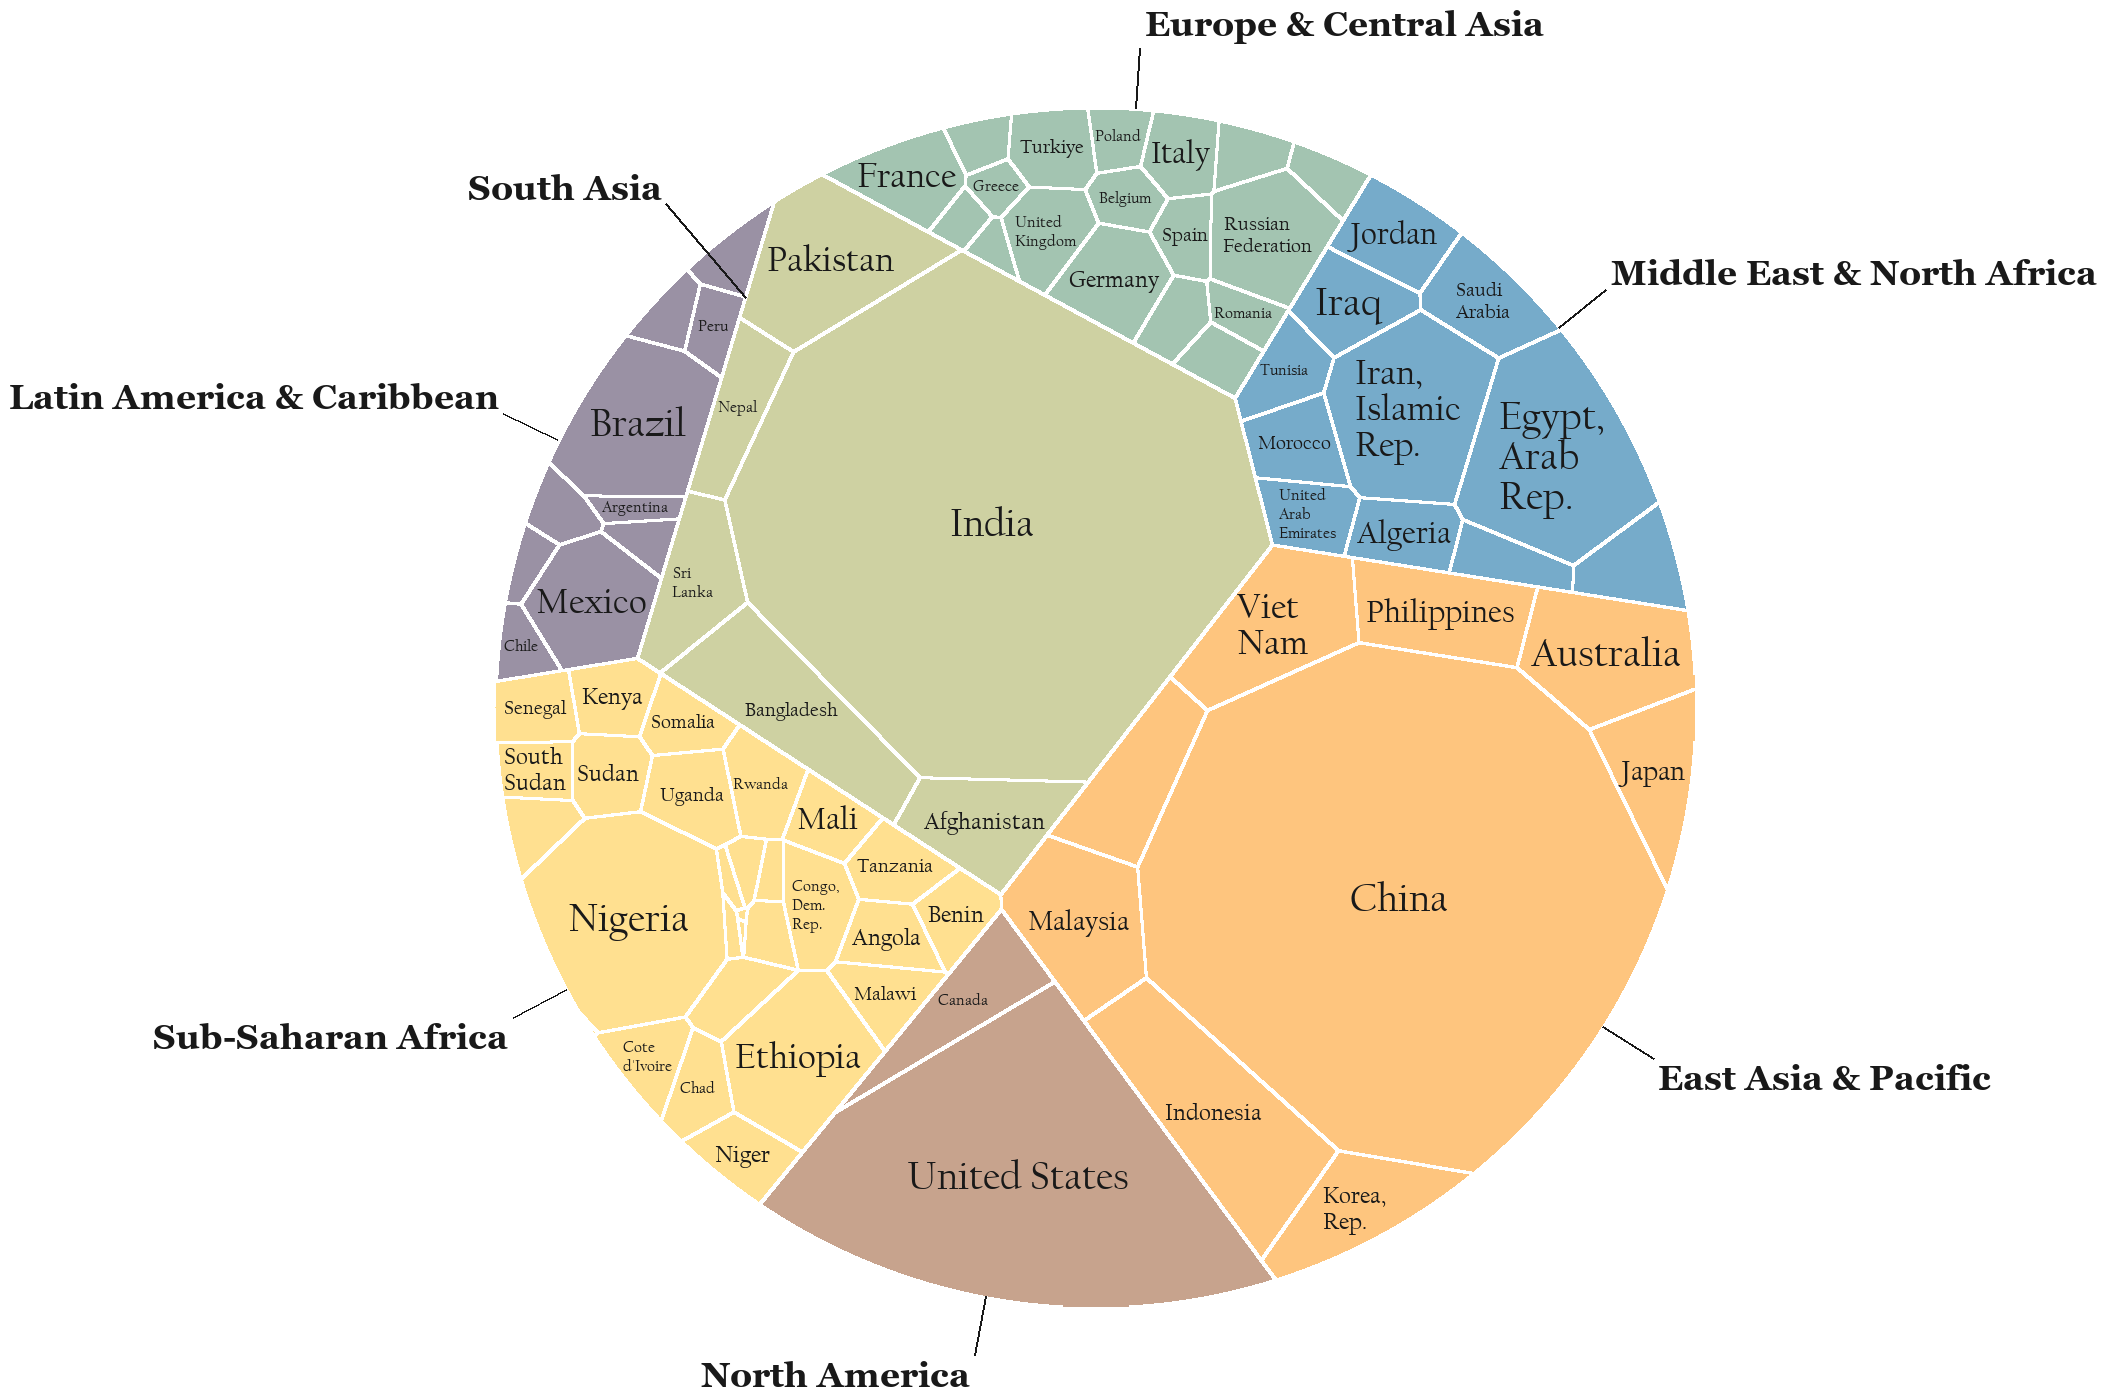 Europe & Central Asia
Poland
Turkiye
Italy
France
Greece
Belgium
South Asia
United
Kingdom
Spain
Russian
Federation
Jordan
Pakistan
Germany
Middle East & North Africa
Saudi
Arabia
Iraq
Romania
Peru
Tunisia
Iran,
Islamic
Rep.
Latin America & Caribbean
Nepal
Brazil
Egypt,
Arab
Rep.
Morocco
United
Arab
Emirates
Argentina
India
Algeria
Sri
Lanka
Mexico
Viet
Nam
Philippines
Chile
Australia
Senegal
Kenya
Somalia
Bangladesh
South
Sudan
Sudan
Japan
Uganda
Rwanda
Mali
Afghanistan
Tanzania
Congo,
Dem.
Rep.
China
Nigeria
Benin
Malaysia
Angola
Malawi
Canada
Sub-Saharan Africa
Cote
d'Ivoire
Ethiopia
Chad
East Asia & Pacific
Indonesia
Niger
United States
Korea,
Rep.
North America